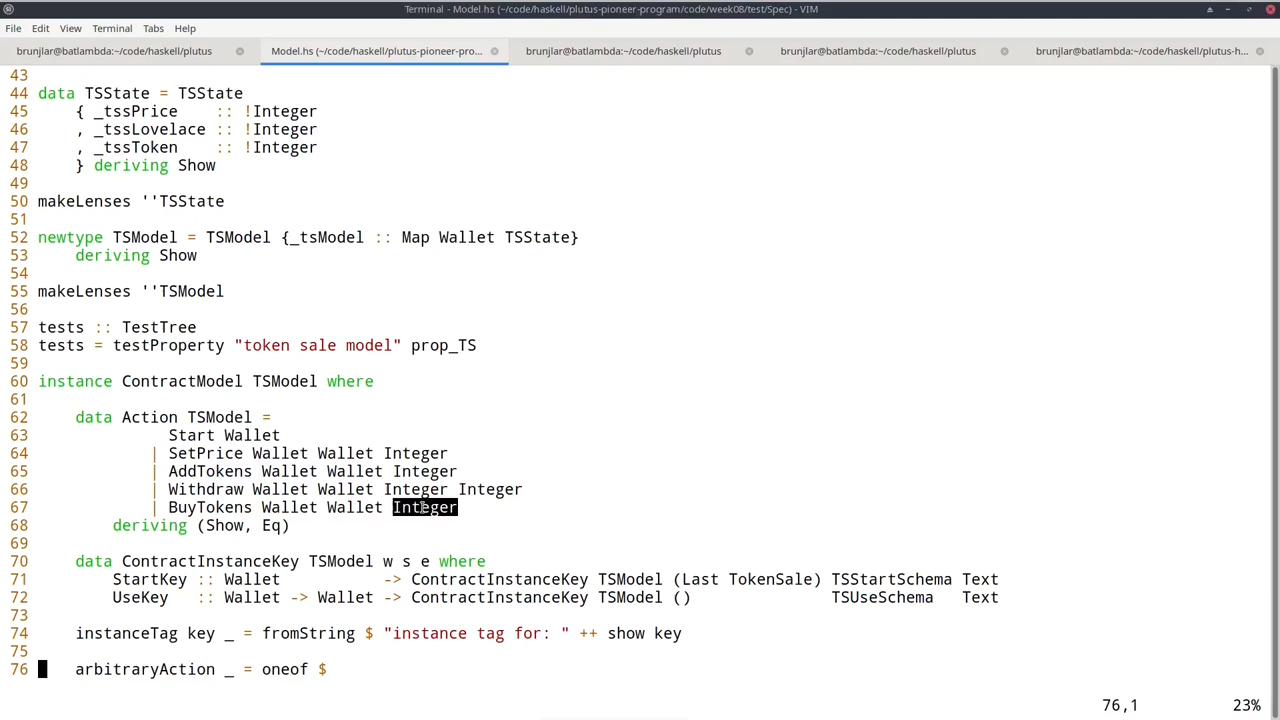 Terminal - Model.hs (~/code/haskell/plutus-pioneer-program/code/week08/test/Spec) - VIM
File Edit View Terminal Tabs Help
brunjlar@batlambda:~/code/haskell/plutus Model.hs (~/code/haskell/plutus-pioneer-pro... brunjlar@batlambda:~/code/haskell/plutus brunjlar@batlambda:~/code/haskell/plutus brunjlar@batlambda:~/code/haskell/plutus-h...
43
44 data TSState = TSState
45     { _tssPrice    :: !Integer
46     , _tssLovelace :: !Integer
47     , _tssToken    :: !Integer
48     } deriving Show
49
50 makeLenses ''TSState
51
52 newtype TSModel = TSModel {_tsModel :: Map Wallet TSState}
53     deriving Show
54
55 makeLenses ''TSModel
56
57 tests :: TestTree
58 tests = testProperty "token sale model" prop_TS
59
60 instance ContractModel TSModel where
61
62     data Action TSModel =
63               Start Wallet
64             | SetPrice Wallet Wallet Integer
65             | AddTokens Wallet Wallet Integer
66             | Withdraw Wallet Wallet Integer Integer
67             | BuyTokens Wallet Wallet Integer
68         deriving (Show, Eq)
69
70     data ContractInstanceKey TSModel w s e where
71         StartKey :: Wallet           -> ContractInstanceKey TSModel (Last TokenSale) TSStartSchema Text
72         UseKey   :: Wallet -> Wallet -> ContractInstanceKey TSModel ()               TSUseSchema   Text
73
74     instanceTag key _ = fromString $ "instance tag for: " ++ show key
75
76     arbitraryAction _ = oneof $
76,1 23%